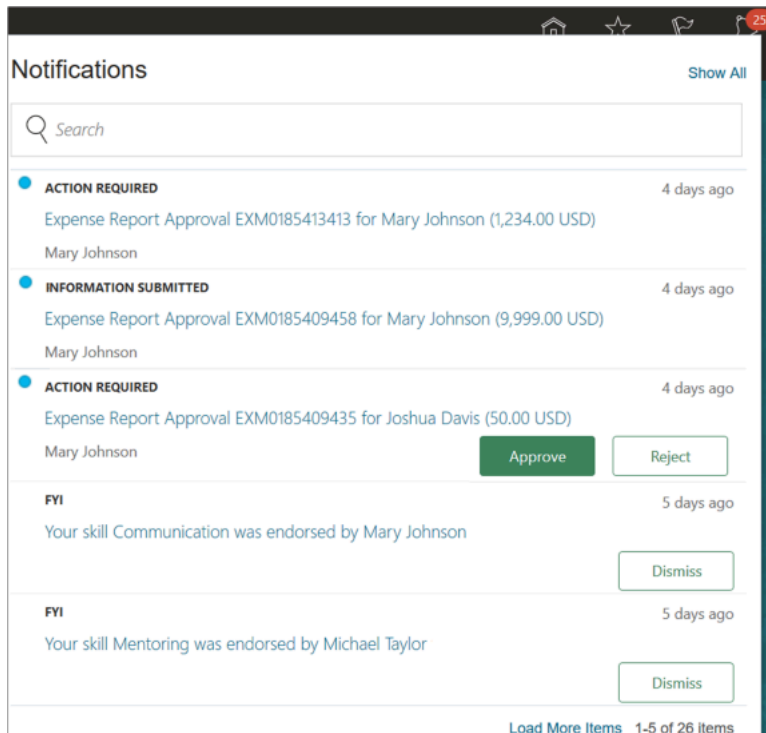 25
Notifications
Show All
Search
ACTION REQUIRED
4 days ago
Expense Report Approval EXM0185413413 for Mary Johnson (1,234.00 USD)
Mary Johnson
INFORMATION SUBMITTED
4 days ago
Expense Report Approval EXM0185409458 for Mary Johnson (9,999.00 USD)
Mary Johnson
ACTION REQUIRED
4 days ago
Expense Report Approval EXM0185409435 for Joshua Davis (50.00 USD)
Mary Johnson
Approve
Reject
FYI
5 days ago
Your skill Communication was endorsed by Mary Johnson
Dismiss
FYI
5 days ago
Your skill Mentoring was endorsed by Michael Taylor
Dismiss
Load More Items 1-5 of 26 items